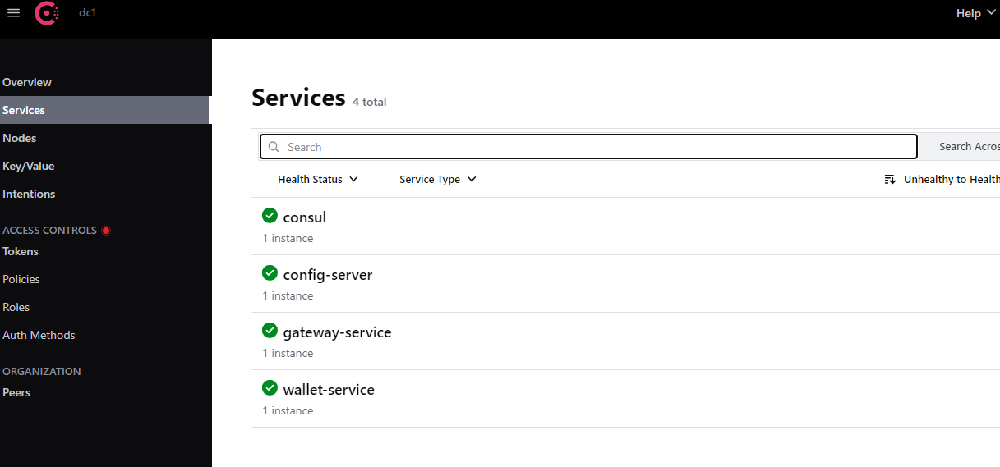 dc1
Help
Overview
Services
Nodes
Key/Value
Intentions
ACCESS CONTROLS
Tokens
Policies
Roles
Auth Methods
ORGANIZATION
Peers
Services 4 total
Search
Search Acros
Health Status
Service Type
Unhealthy to Health
consul
1 instance
config-server
1 instance
gateway-service
1 instance
wallet-service
1 instance